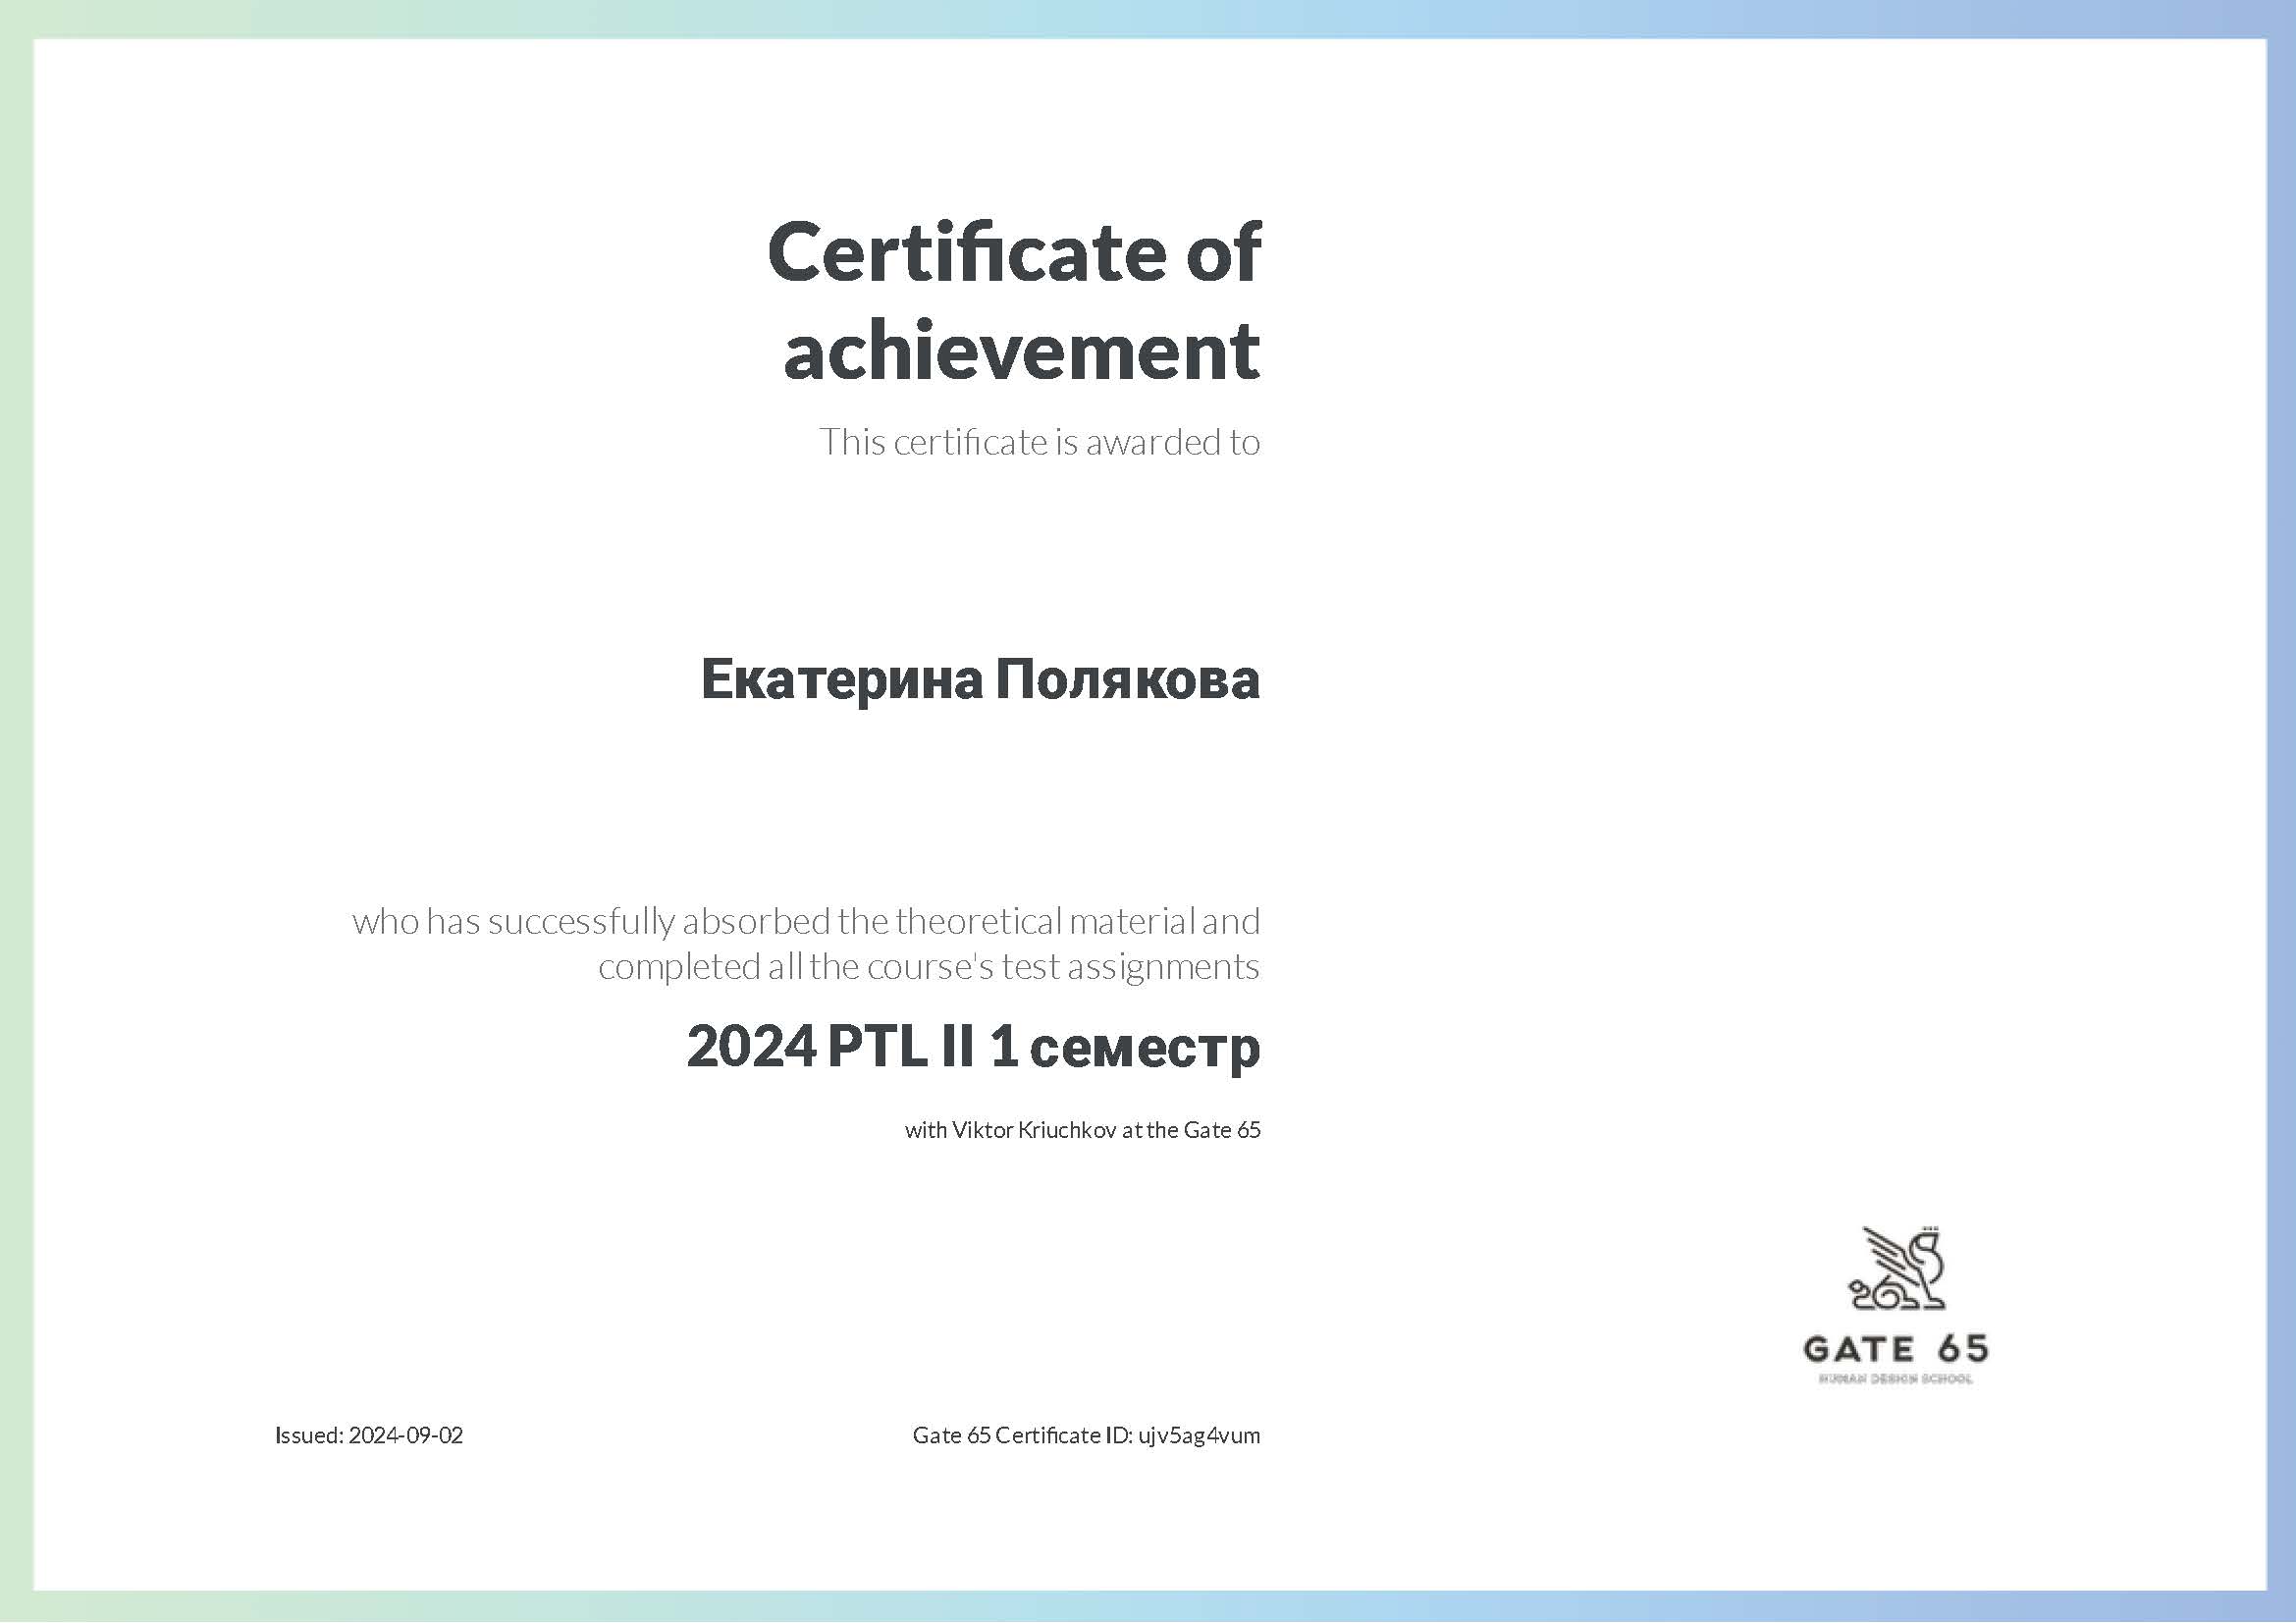 Certificate of
achievement
This certificate is awarded to
Екатерина Полякова
who has successfully absorbed the theoretical material and
completed all the course's test assignments
2024 PTL II 1 семестр
with Viktor Kriuchkov at the Gate 65
GATE 65
HUMAN DESIGN SCHOOL
Issued: 2024-09-02
Gate 65 Certificate ID: ujv5ag4vum